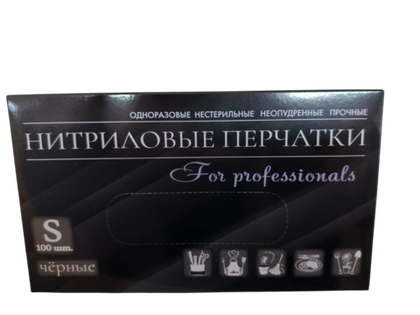 ОДНОРАЗОВЫЕ НЕСТЕРИЛЬНЫЕ НЕОПУДРЕННЫЕ ПРОЧНЫЕ
НИТРИЛОВЫЕ ПЕРЧАТКИ
For professionals
S
100 шт.
чёрные